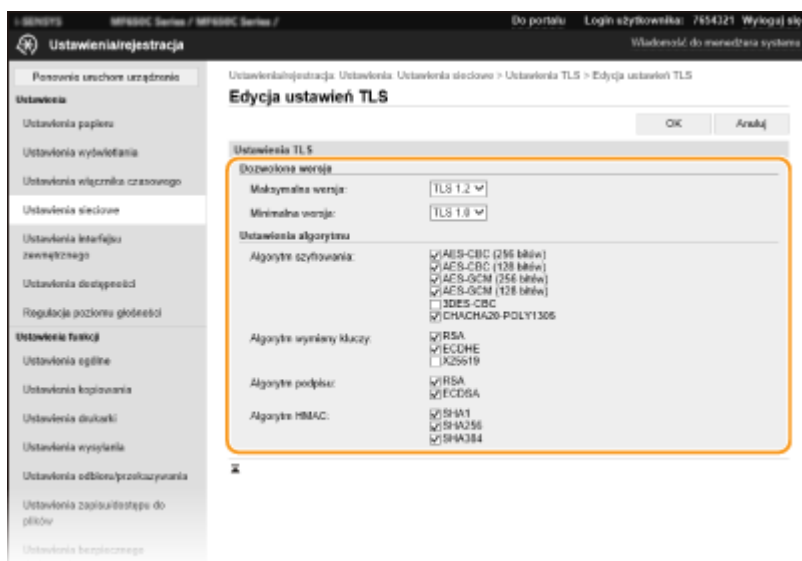 Do portalu Login użytkownika: 7654321 Wyloguj się
Ustawienia/rejestracja
Wiadomość do menedżera systemu
Ponownie uruchom urządzenie
Ustawienia
Ustawienia papieru
Ustawienia wyświetlania
Ustawienia włącznika czasowego
Ustawienia sieciowe
Ustawienia interfejsu
zewnętrznego
Ustawienia dostępności
Regulacja poziomu głośności
Ustawienia funkcji
Ustawienia ogólne
Ustawienia kopiowania
Ustawienia drukarki
Ustawienia wysyłania
Ustawienia odbioru/przekazywania
Ustawienia zapisu/dostępu do
plików
Ustawienia bezpiecznego
Ustawienia/rejestracja: Ustawienia: Ustawienia sieciowe > Ustawienia TLS > Edycja ustawień TLS
Edycja ustawień TLS
OK Anuluj
Ustawienia TLS
Dozwolona wersja
Maksymalna wersja: TLS 1.2
Minimalna wersja: TLS 1.0
Ustawienia algorytmu
Algorytm szyfrowania: AES-CBC (256 bitów)
AES-CBC (128 bitów)
AES-GCM (256 bitów)
AES-GCM (128 bitów)
3DES-CBC
CHACHA20-POLY1305
Algorytm wymiany kluczy: RSA
ECDHE
X25519
Algorytm podpisu: RSA
ECDSA
Algorytm HMAC: SHA1
SHA256
SHA384